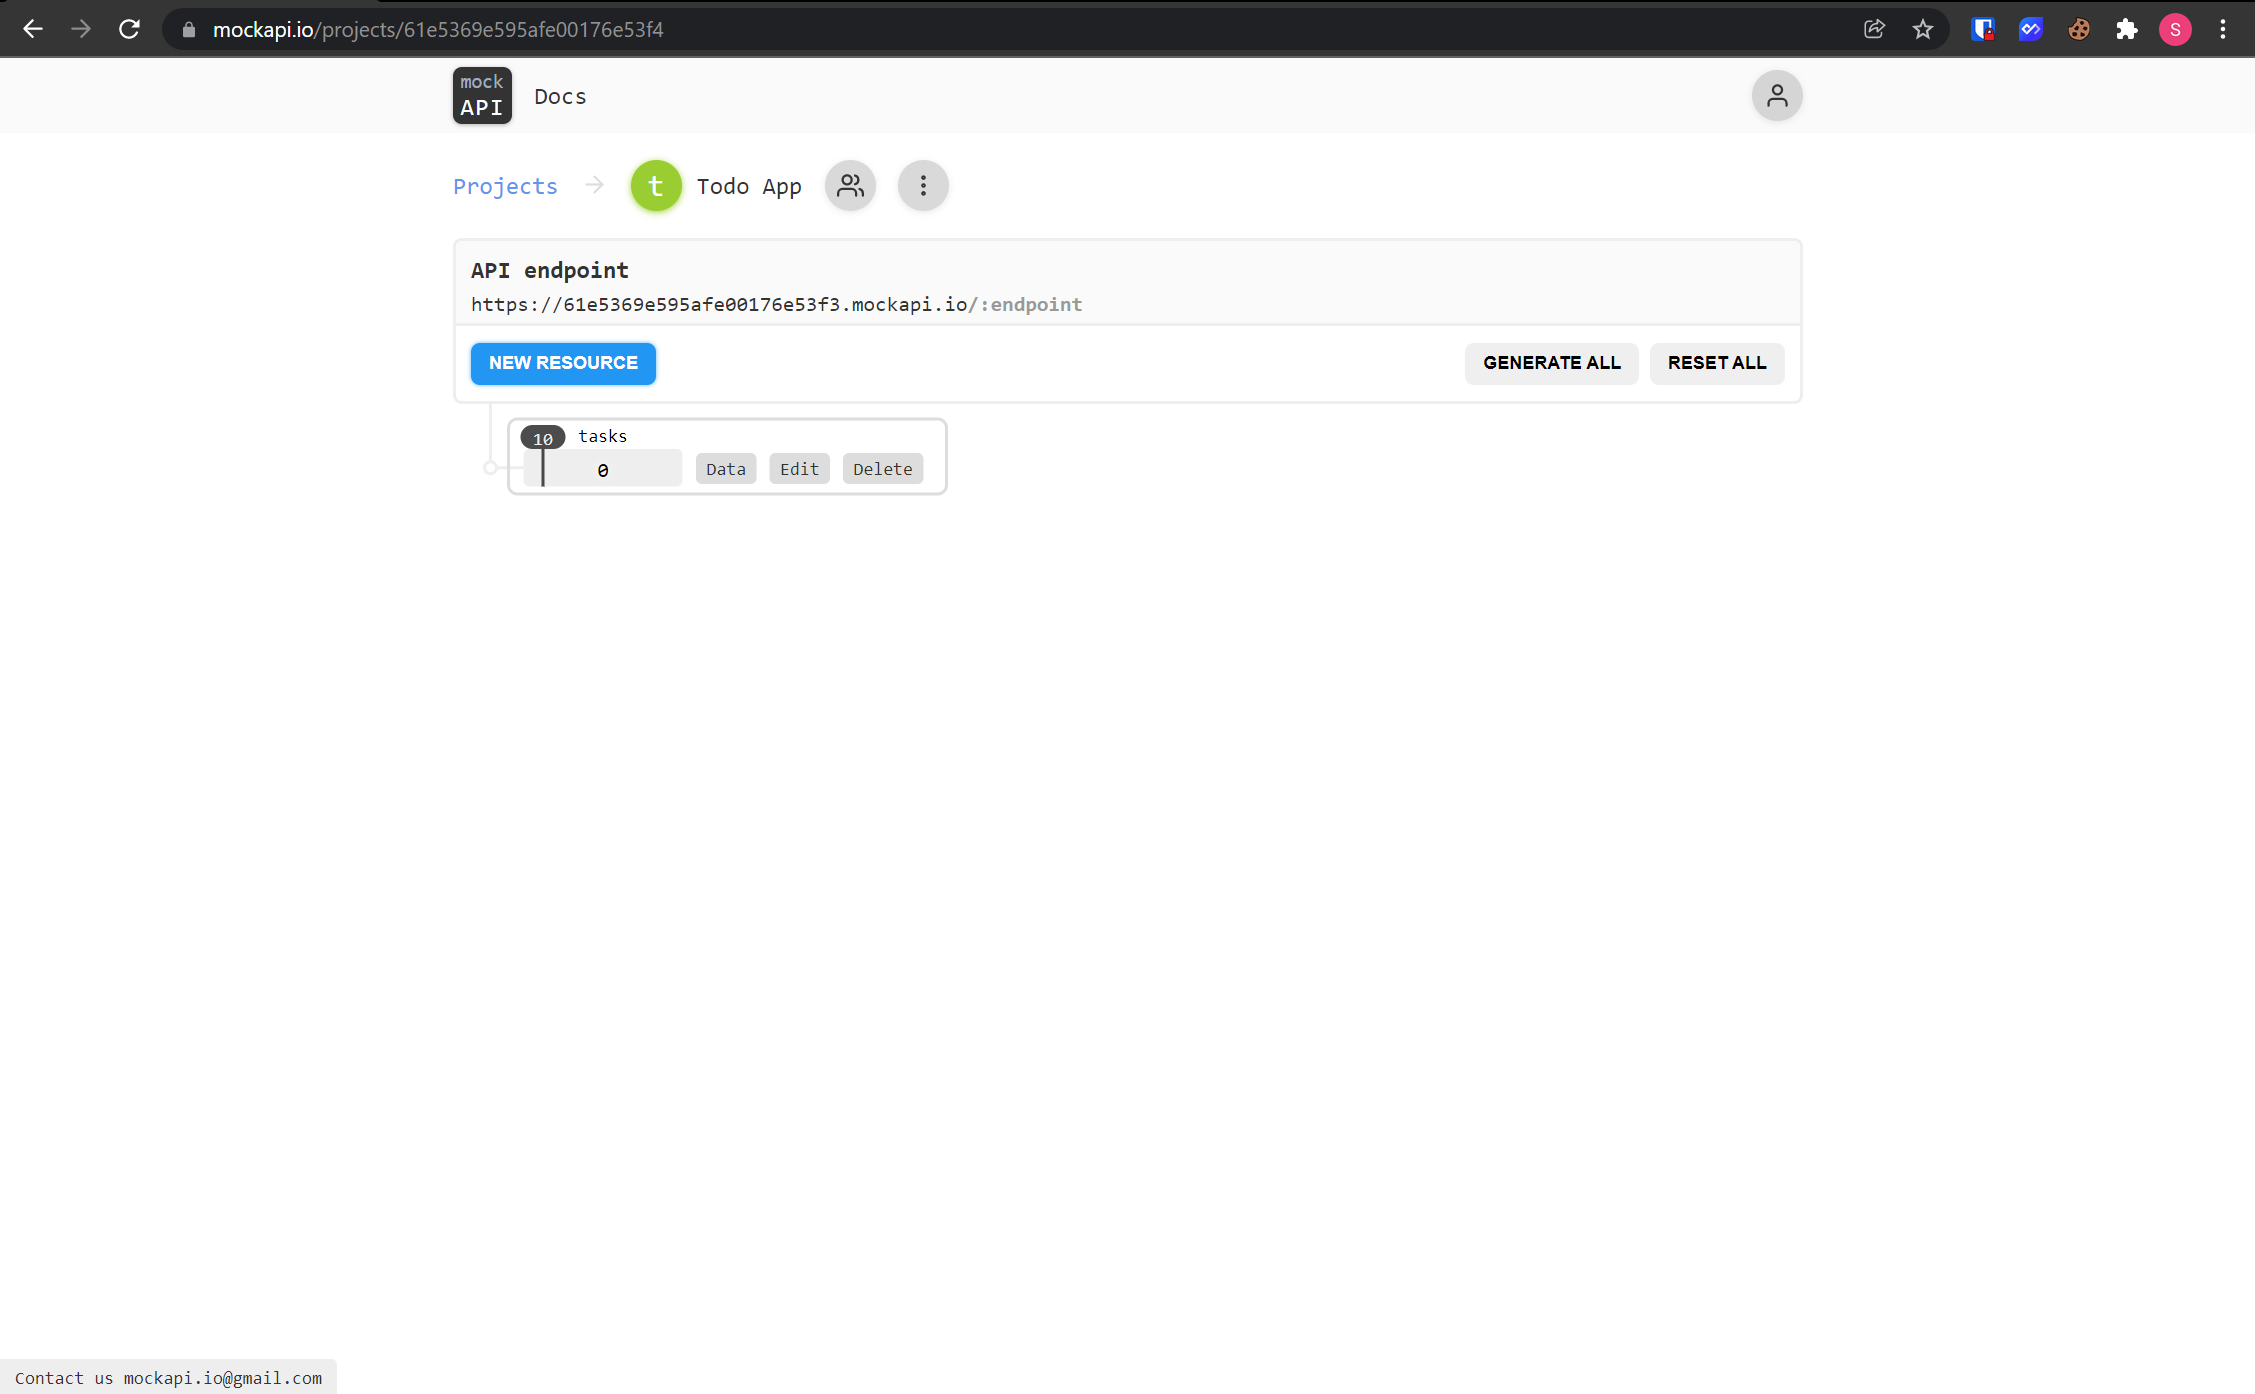 mockapi.io/projects/61e5369e595afe00176e53f4
S
mock
API
Docs
Projects
t
Todo App
API endpoint
https://61e5369e595afe00176e53f3.mockapi.io/:endpoint
NEW RESOURCE
GENERATE ALL
RESET ALL
10
tasks
0
Data
Edit
Delete
Contact us mockapi.io@gmail.com